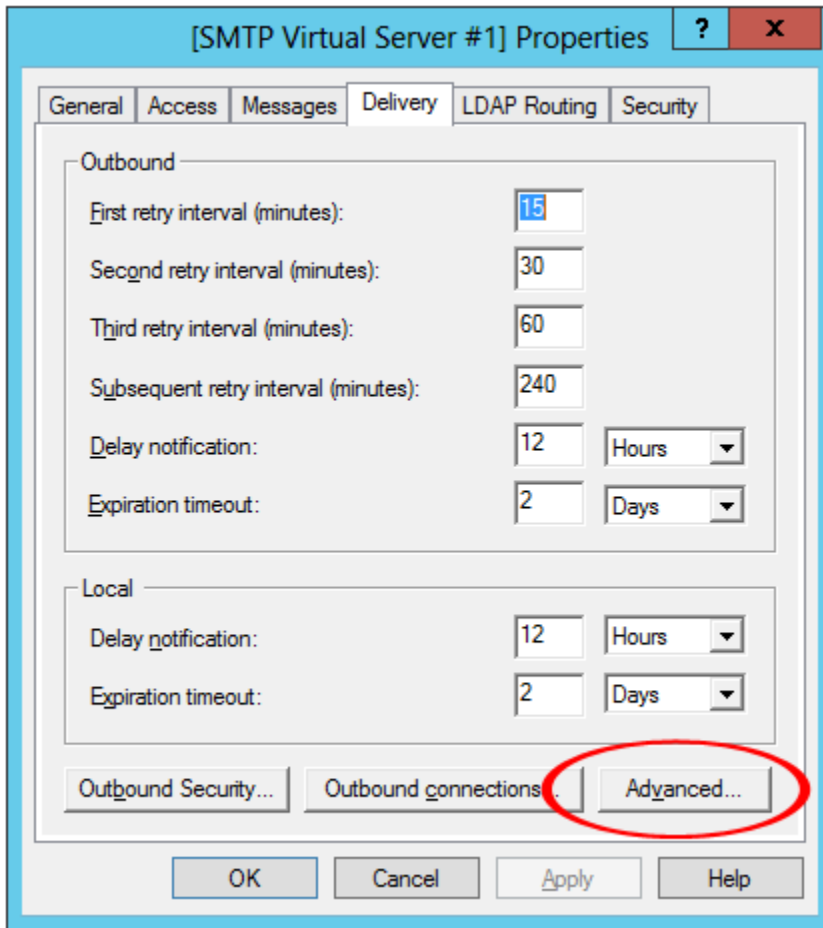 [SMTP Virtual Server #1] Properties ? x
General Access Messages Delivery LDAP Routing Security
Outbound
First retry interval (minutes): 15
Second retry interval (minutes): 30
Third retry interval (minutes): 60
Subsequent retry interval (minutes): 240
Delay notification: 12 Hours
Expiration timeout: 2 Days
Local
Delay notification: 12 Hours
Expiration timeout: 2 Days
Outbound Security... Outbound connections... Advanced...
OK Cancel Apply Help